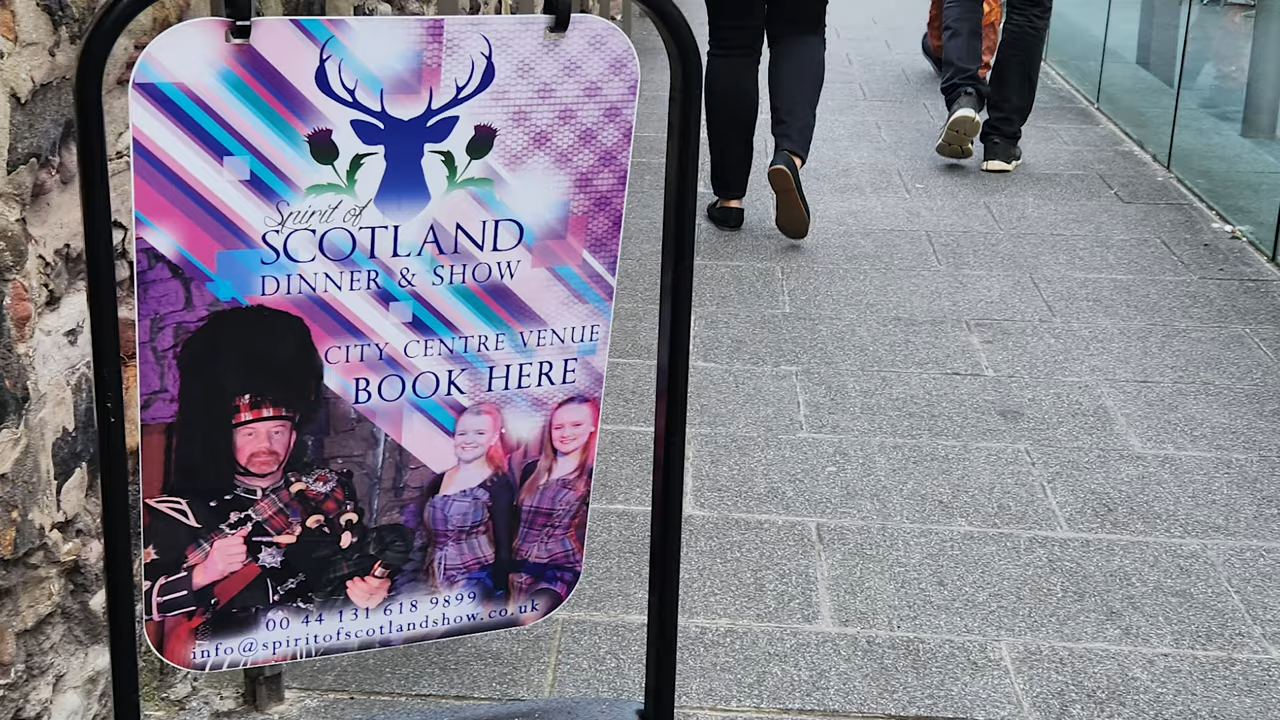 Spirit of
SCOTLAND
DINNER & SHOW
CITY CENTRE VENUE
BOOK HERE
00 44 131 618 9899
info@spiritofscotlandshow.co.uk